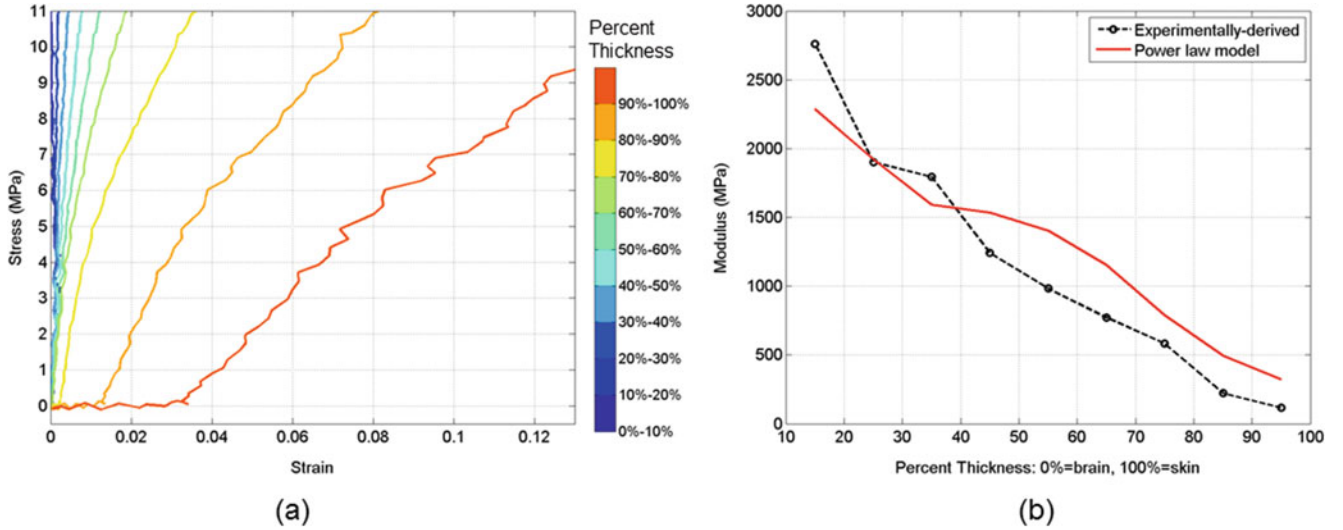 11
10
9
8
7
6
5
4
3
2
1
0
Stress (MPa)
0 0.02 0.04 0.06 0.08 0.1 0.12
Strain
Percent
Thickness
90%-100%
80%-90%
70%-80%
60%-70%
50%-60%
40%-50%
30%-40%
20%-30%
10%-20%
0%-10%
(a)
3000
2500
2000
1500
1000
500
0
Modulus (MPa)
Experimentally-derived
Power law model
10 20 30 40 50 60 70 80 90 100
Percent Thickness: 0%=brain, 100%=skin
(b)